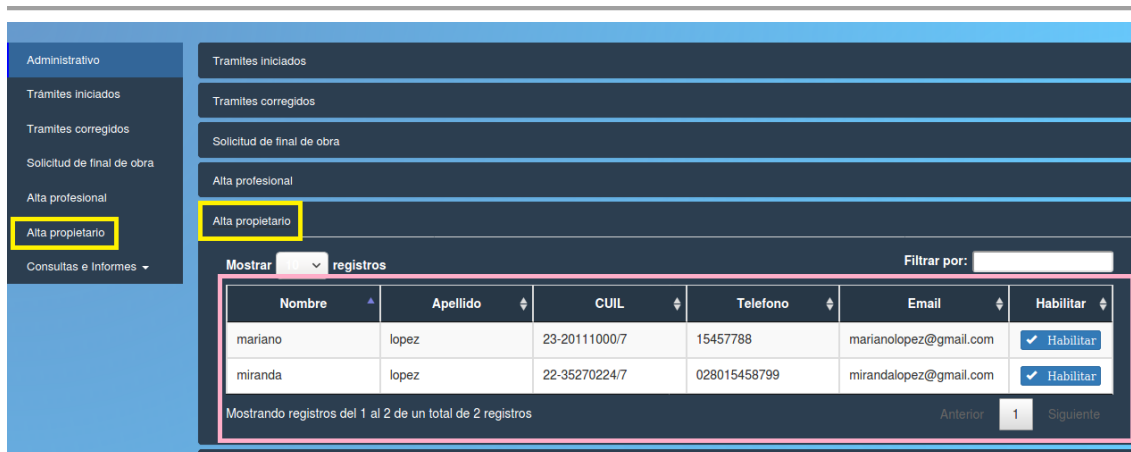 Administrativo
Trámites iniciados
Tramites corregidos
Solicitud de final de obra
Alta profesional
Alta propietario
Consultas e Informes
Tramites iniciados
Tramites corregidos
Solicitud de final de obra
Alta profesional
Alta propietario
Mostrar registros
Filtrar por:
Nombre Apellido CUIL Telefono Email Habilitar
mariano lopez 23-20111000/7 15457788 marianolopez@gmail.com Habilitar
miranda lopez 22-35270224/7 028015458799 mirandalopez@gmail.com Habilitar
Mostrando registros del 1 al 2 de un total de 2 registros
Anterior 1 Siguiente